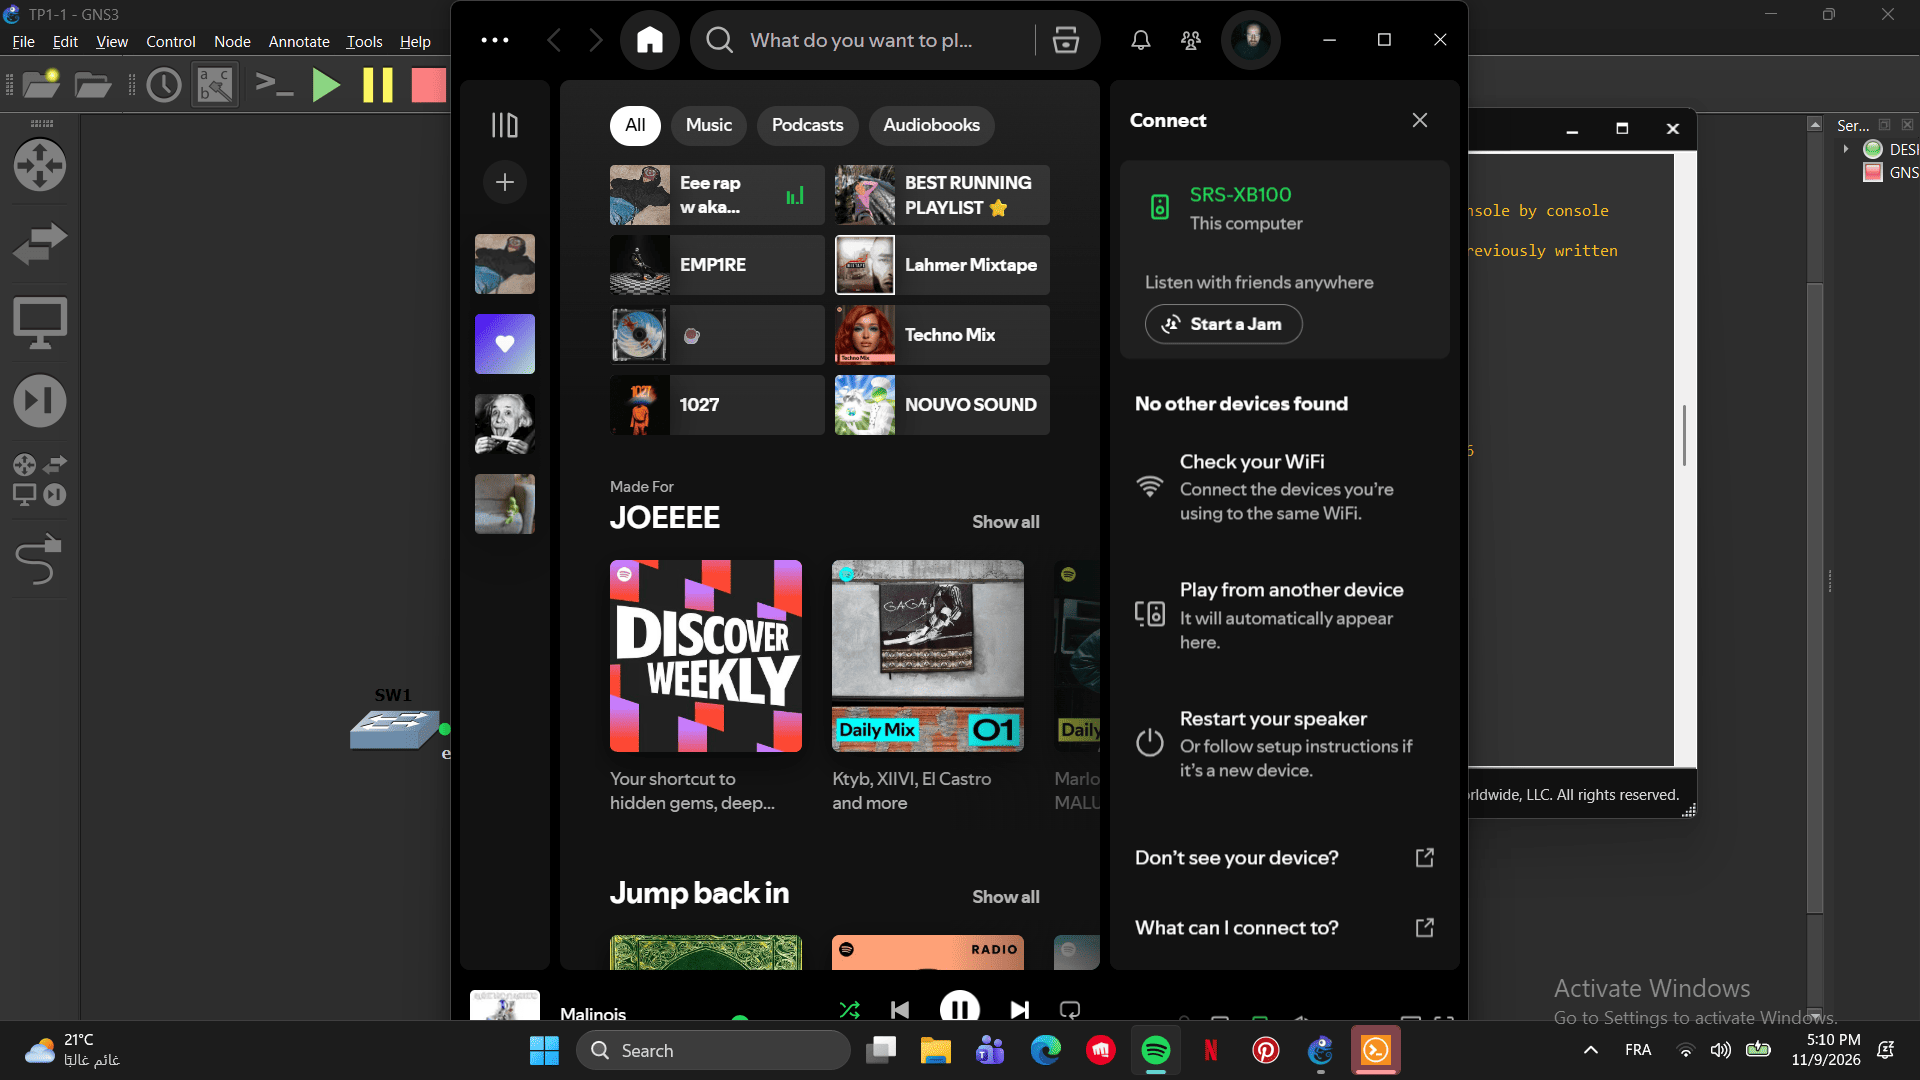 TP1-1 - GNS3
File Edit View Control Node Annotate Tools Help
What do you want to pl...
All Music Podcasts Audiobooks
Eee rap
w aka...
BEST RUNNING
PLAYLIST ⭐
EMP1RE
Lahmer Mixtape
Techno Mix
Techno Mix
1027
1027
NOUVO SOUND
Made For
JOEEEE
Show all
DISCOVER
WEEKLY
GAGA
Daily Mix 01
Daily
Your shortcut to
hidden gems, deep...
Ktyb, XIIVI, El Castro
and more
Marlo
MALU
Jump back in
Show all
RADIO
Malinois
Connect
SRS-XB100
This computer
Listen with friends anywhere
Start a Jam
No other devices found
Check your WiFi
Connect the devices you're
using to the same WiFi.
Play from another device
It will automatically appear
here.
Restart your speaker
Or follow setup instructions if
it's a new device.
Don't see your device?
What can I connect to?
nsole by console
reviously written
6
orldwide, LLC. All rights reserved.
Ser...
DESI
GNS
SW1
e
Activate Windows
Go to Settings to activate Windows.
21°C
غائم غالبًا
Search
FRA
5:10 PM
11/9/2026